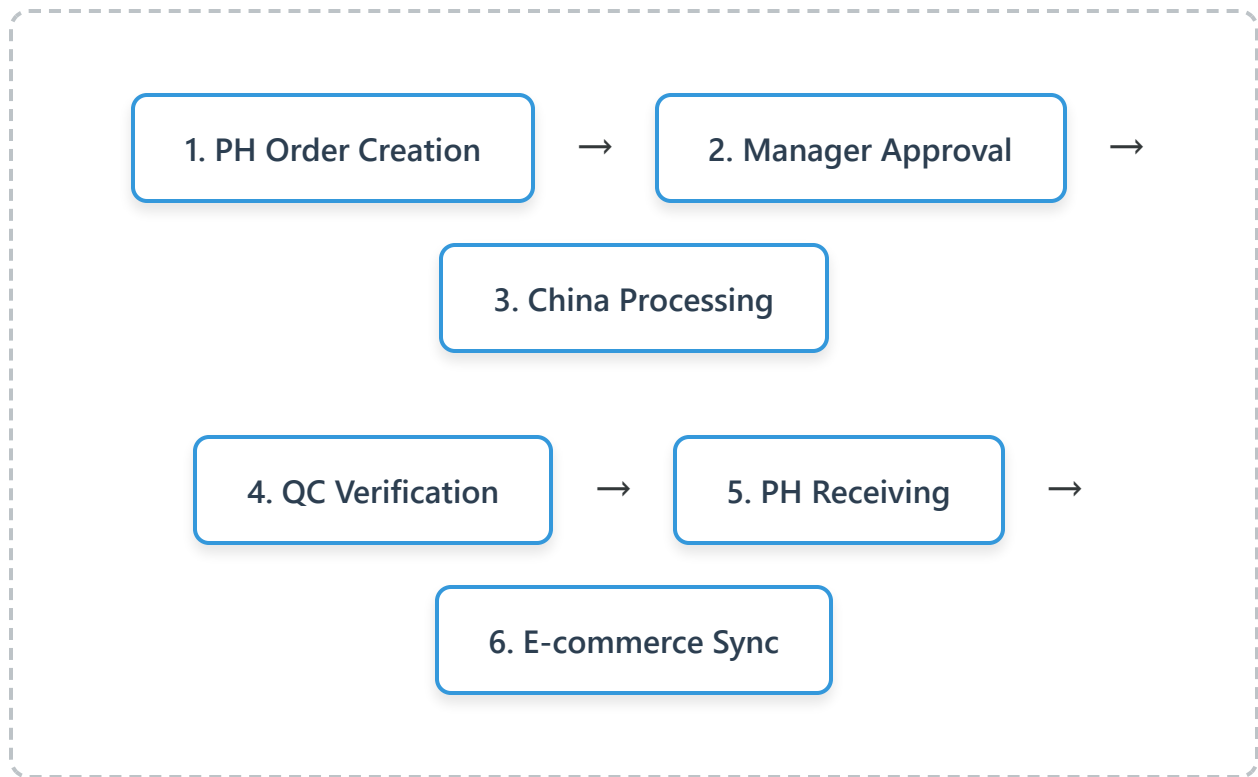 1. PH Order Creation → 2. Manager Approval →
3. China Processing
4. QC Verification → 5. PH Receiving →
6. E-commerce Sync